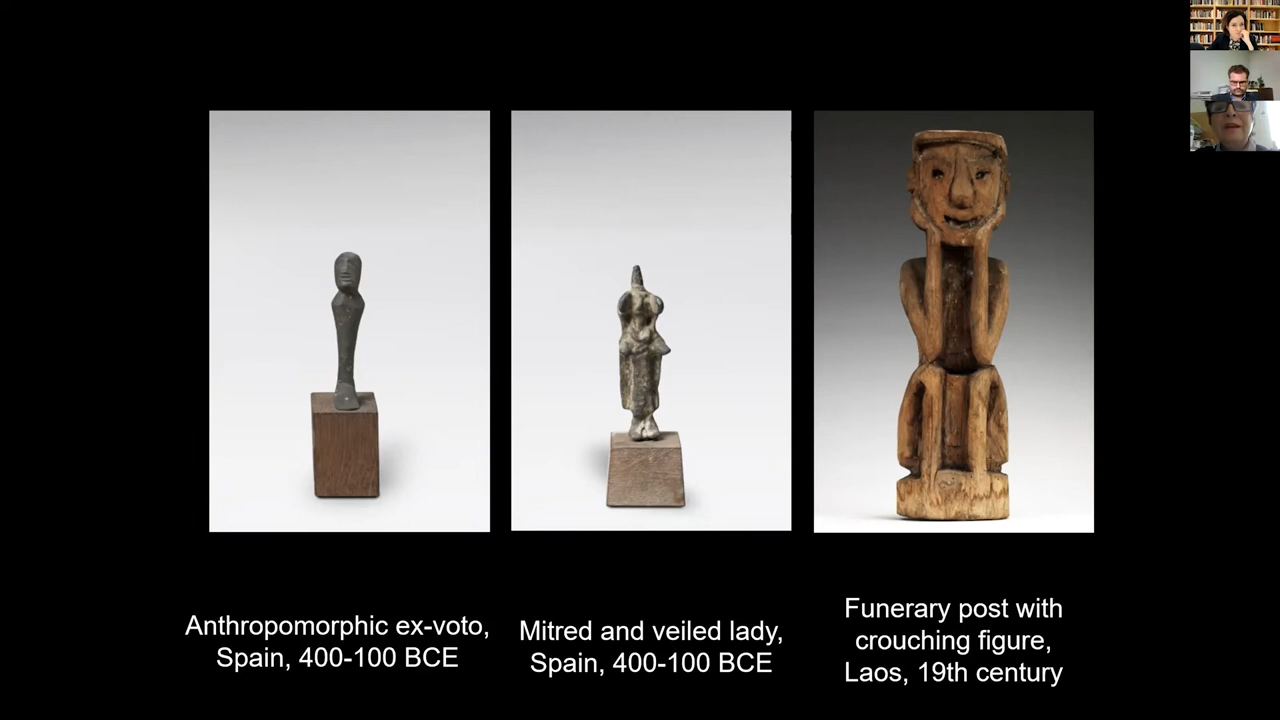 Anthropomorphic ex-voto,
Spain, 400-100 BCE
Mitred and veiled lady,
Spain, 400-100 BCE
Funerary post with
crouching figure,
Laos, 19th century